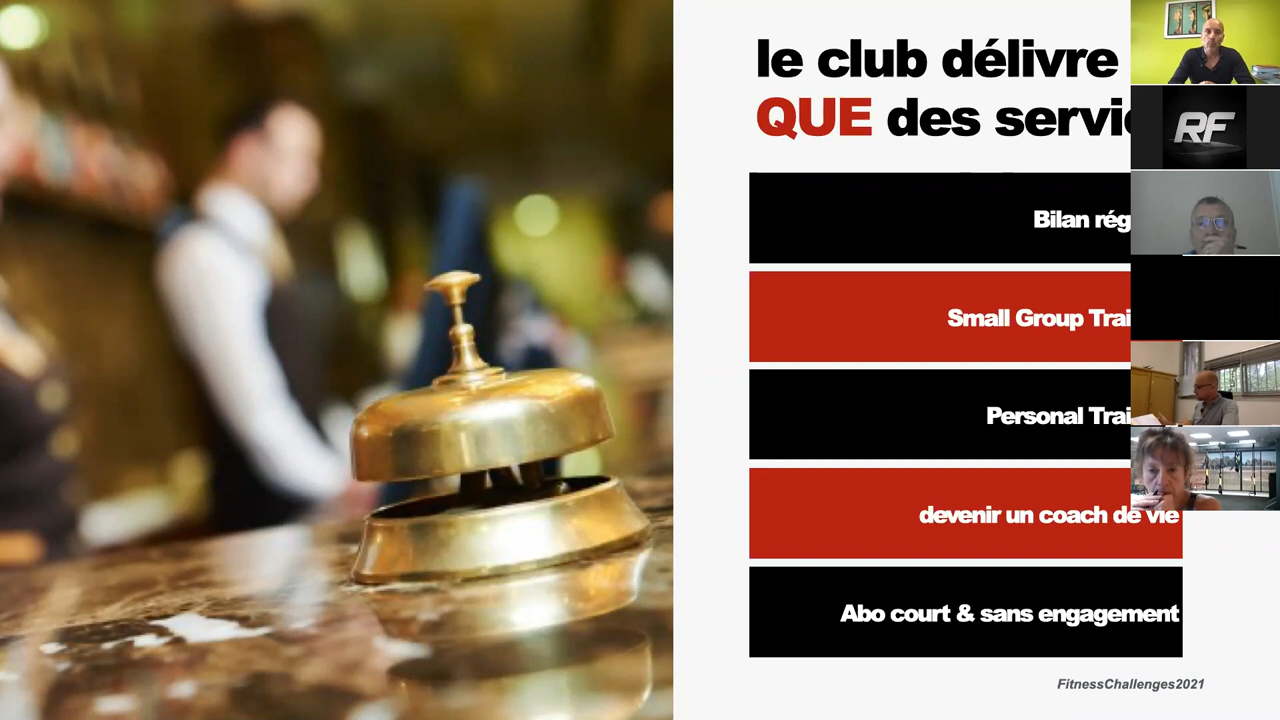 le club délivre
QUE des servi
Bilan rég
Small Group Trai
Personal Trai
devenir un coach de vie
Abo court & sans engagement
FitnessChallenges2021
RF